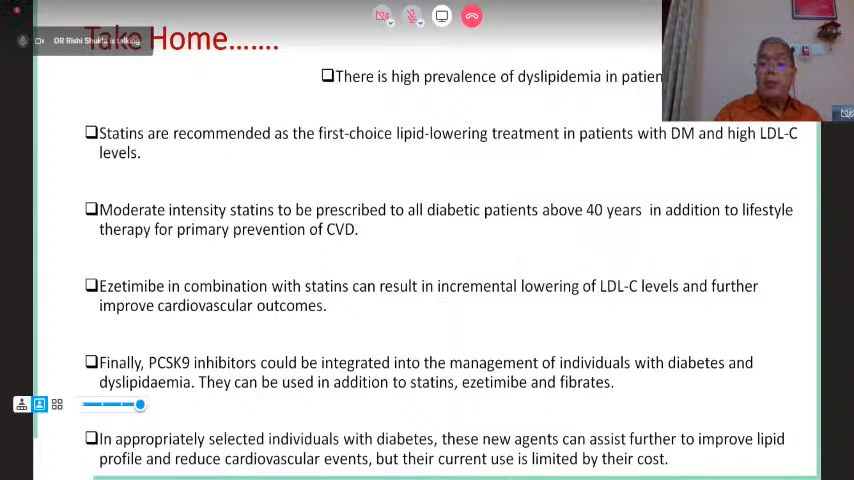 Take Home.......
DR Rishi Shukla is talking
❑There is high prevalence of dyslipidemia in patien
❑Statins are recommended as the first-choice lipid-lowering treatment in patients with DM and high LDL-C
levels.
❑Moderate intensity statins to be prescribed to all diabetic patients above 40 years in addition to lifestyle
therapy for primary prevention of CVD.
❑Ezetimibe in combination with statins can result in incremental lowering of LDL-C levels and further
improve cardiovascular outcomes.
❑Finally, PCSK9 inhibitors could be integrated into the management of individuals with diabetes and
dyslipidaemia. They can be used in addition to statins, ezetimibe and fibrates.
❑In appropriately selected individuals with diabetes, these new agents can assist further to improve lipid
profile and reduce cardiovascular events, but their current use is limited by their cost.